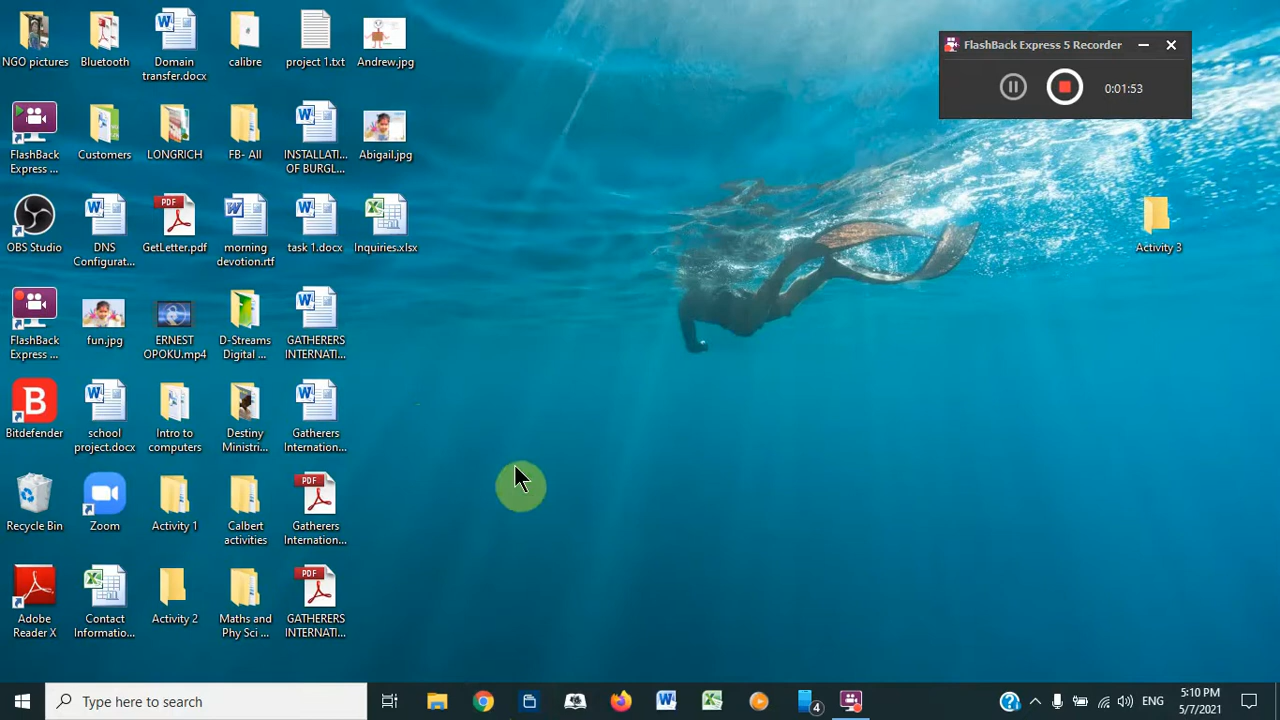 NGO pictures
Bluetooth
Domain
transfer.docx
calibre
project 1.txt
Andrew.jpg
FlashBack Express 5 Recorder
0:01:53
FlashBack
Express ...
Customers
LONGRICH
FB- All
INSTALLATI...
OF BURGL...
Abigail.jpg
OBS Studio
DNS
Configurat...
PDF
GetLetter.pdf
morning
devotion.rtf
task 1.docx
Inquiries.xlsx
Activity 3
FlashBack
Express ...
fun.jpg
ERNEST
OPOKU.mp4
D-Streams
Digital ...
GATHERERS
INTERNATI...
B
Bitdefender
school
project.docx
Intro to
computers
Destiny
Ministri...
Gatherers
Internation...
Recycle Bin
Zoom
Activity 1
Calbert
activities
PDF
Gatherers
Internation...
Adobe
Reader X
Contact
Informatio...
Activity 2
Maths and
Phy Sci ...
PDF
GATHERERS
INTERNATI...
Type here to search
4
ENG
5:10 PM
5/7/2021